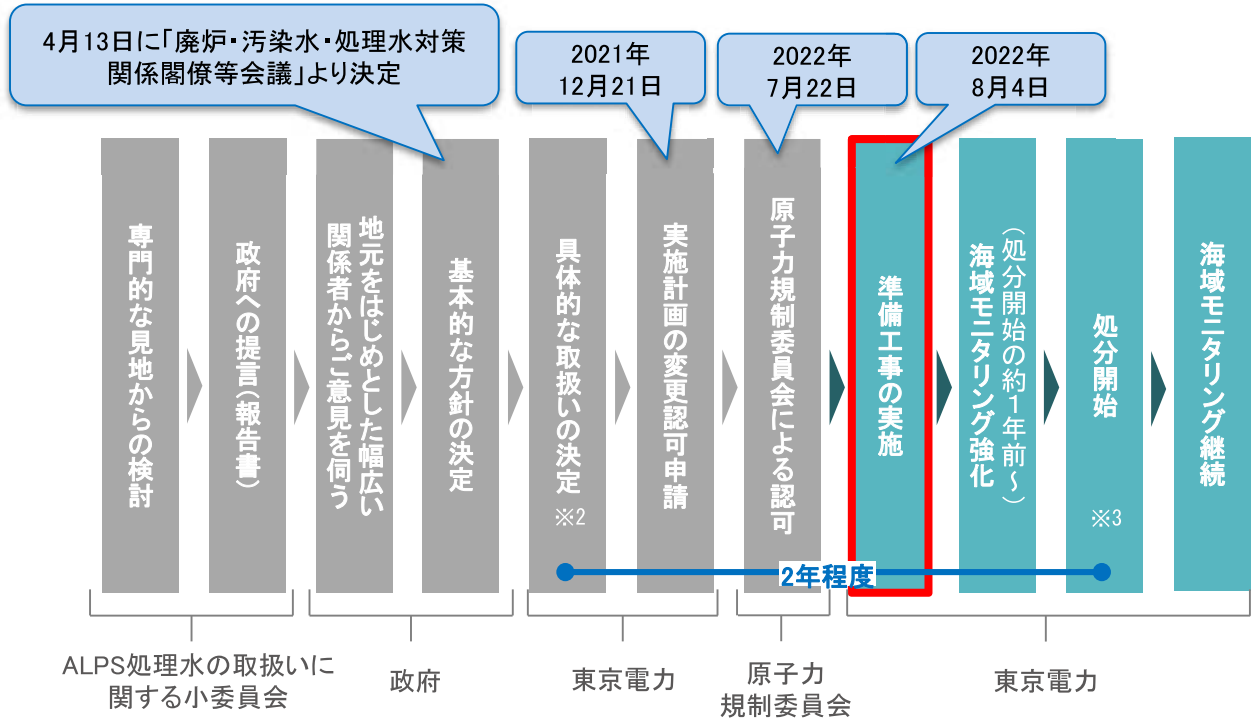 4月13日に「廃炉・汚染水・処理水対策
関係閣僚等会議」より決定
2021年
12月21日
2022年
7月22日
2022年
8月4日
専門的な見地からの検討
政府への提言(報告書)
地元をはじめとした幅広い
関係者からご意見を伺う
基本的な方針の決定
具体的な取扱いの決定
※2
実施計画の変更認可申請
原子力規制委員会による認可
準備工事の実施
(処分開始の約1年前~)
海域モニタリング強化
処分開始
※3
海域モニタリング継続
2年程度
ALPS処理水の取扱いに
関する小委員会
政府
東京電力
原子力
規制委員会
東京電力